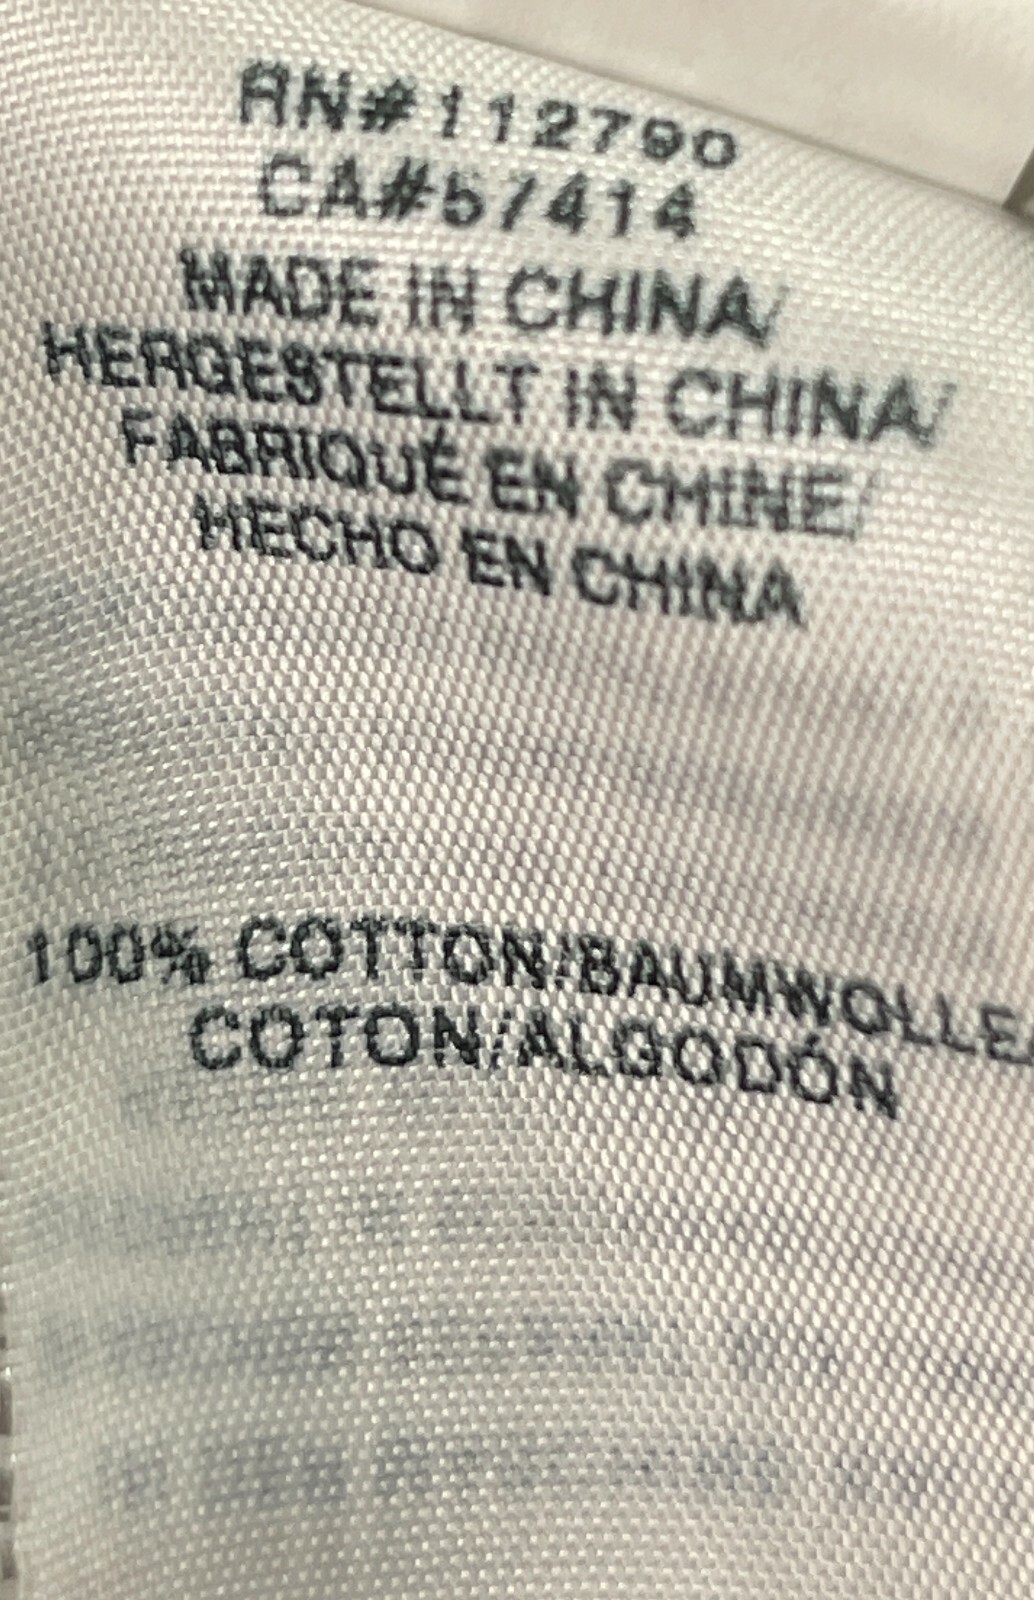 RN#112790
CA#57414
MADE IN CHINA/
HERGESTELLT IN CHINA/
FABRIQUÉ EN CHINE/
HECHO EN CHINA
100% COTTON/BAUMWOLLE/
COTON/ALGODÓN